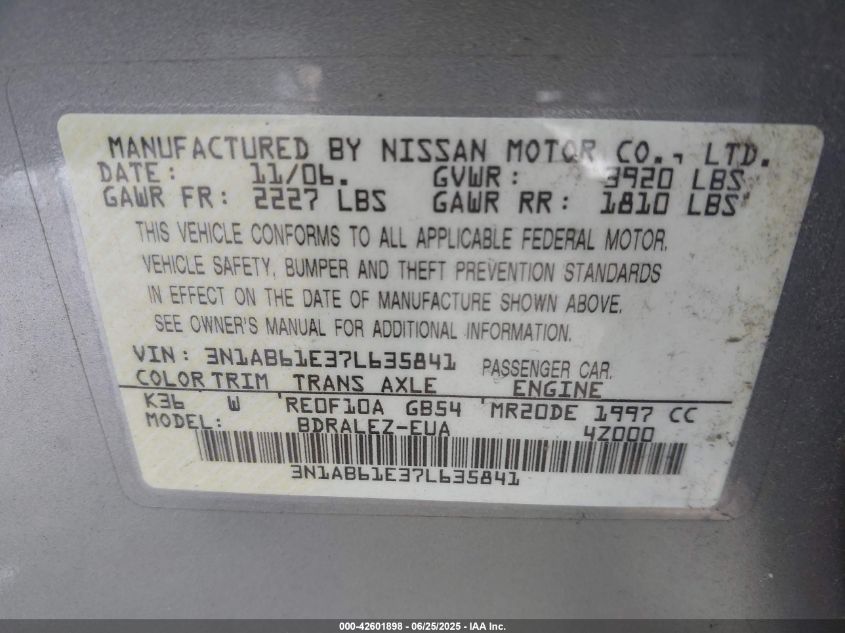 MANUFACTURED BY NISSAN MOTOR CO., LTD.
DATE: 11/06. GVWR: 3920 LBS
GAWR FR: 2227 LBS GAWR RR: 1810 LBS
THIS VEHICLE CONFORMS TO ALL APPLICABLE FEDERAL MOTOR
VEHICLE SAFETY, BUMPER AND THEFT PREVENTION STANDARDS
IN EFFECT ON THE DATE OF MANUFACTURE SHOWN ABOVE.
SEE OWNER'S MANUAL FOR ADDITIONAL INFORMATION.
VIN: 3N1AB61E37L635841 PASSENGER CAR.
COLOR TRIM TRANS AXLE ENGINE
K36 W 'RE0F10A GB54 'MR20DE 1997 CC
MODEL: BDRALEZ-EUA 4Z000
3N1AB61E37L635841
000-42601898 - 06/25/2025 - IAA Inc.